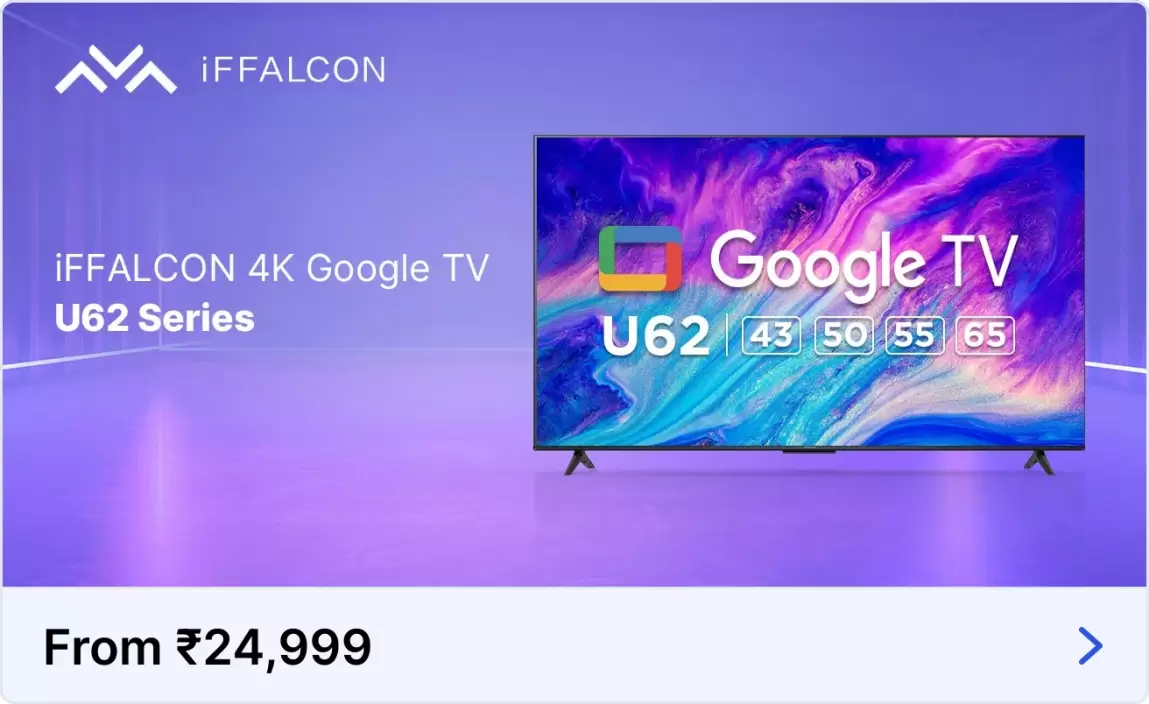 iFFALCON
iFFALCON 4K Google TV
U62 Series
Google TV
U62 | 43 50 55 65
From ₹24,999